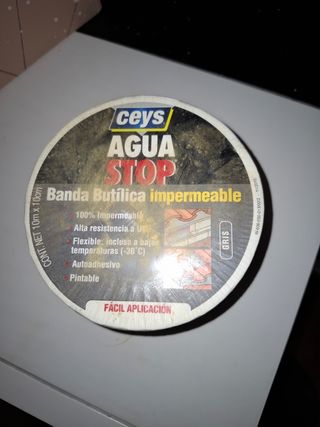 ceys
AGUA
STOP
Banda Butílica impermeable
100% Impermeable
Alta resistencia a UV
Flexible: incluso a bajas
temperaturas (-30°C)
Autoadhesivo
Pintable
GRIS
CONT. NET 10m x 10cm
FÁCIL APLICACIÓN